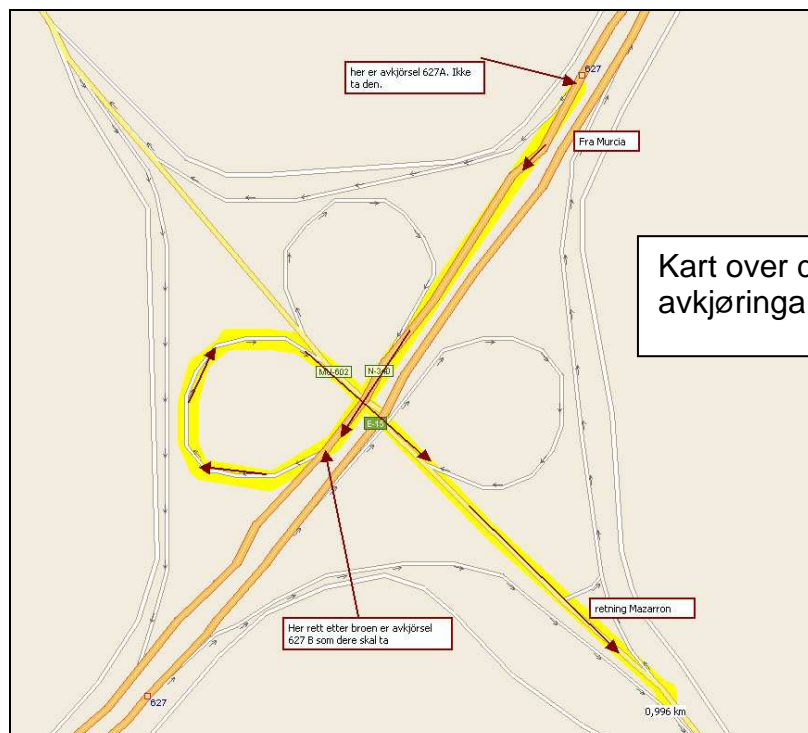 her er avkjörsel 627A. Ikke
ta den.
627
Fra Murcia
Kart over
avkjøringa
MU-602
N-340
E-15
Her rett etter broen er avkjörsel
627 B som dere skal ta
retning Mazarron
627
0,996 km